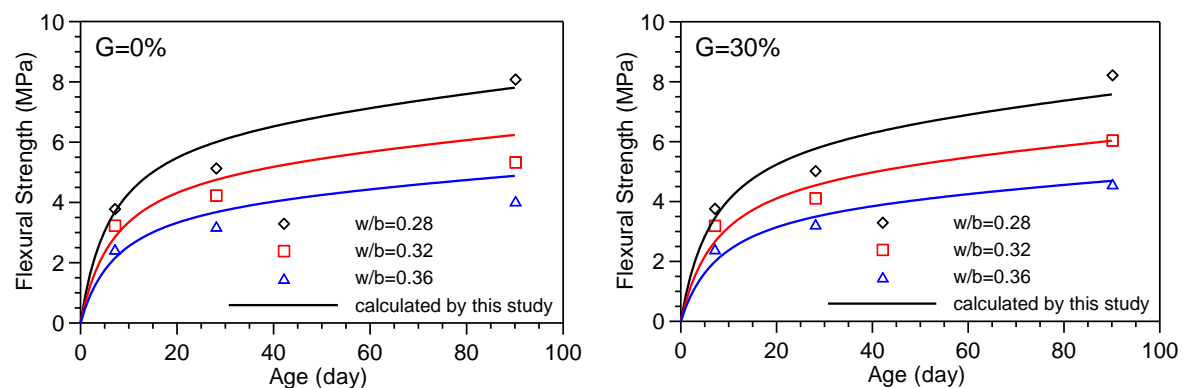 G=0%
Flexural Strength (MPa)
10
8
6
4
2
0
w/b=0.28
w/b=0.32
w/b=0.36
calculated by this study
0 20 40 60 80 100
Age (day)
G=30%
Flexural Strength (MPa)
10
8
6
4
2
0
w/b=0.28
w/b=0.32
w/b=0.36
calculated by this study
0 20 40 60 80 100
Age (day)